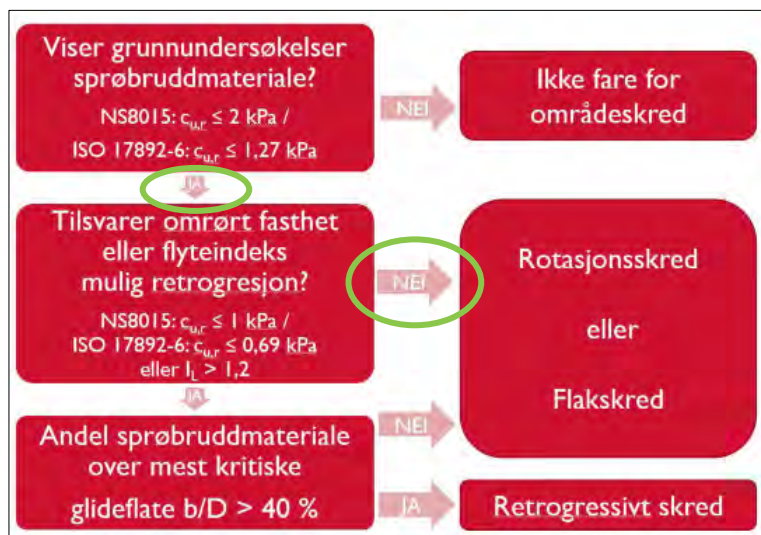 Viser grunnundersøkelser
sprøbruddmateriale?
NS8015: cu,r ≤ 2 kPa /
ISO 17892-6: cu,r ≤ 1,27 kPa
NEI
Ikke fare for
områdeskred
JA
Tilsvarer omrørt fasthet
eller flyteindeks
mulig retrogresjon?
NS8015: cu,r ≤ 1 kPa /
ISO 17892-6: cu,r ≤ 0,69 kPa
eller IL > 1,2
NEI
Rotasjonsskred
eller
Flakskred
JA
Andel sprøbruddmateriale
over mest kritiske
glideflate b/D > 40 %
NEI
JA
Retrogressivt skred